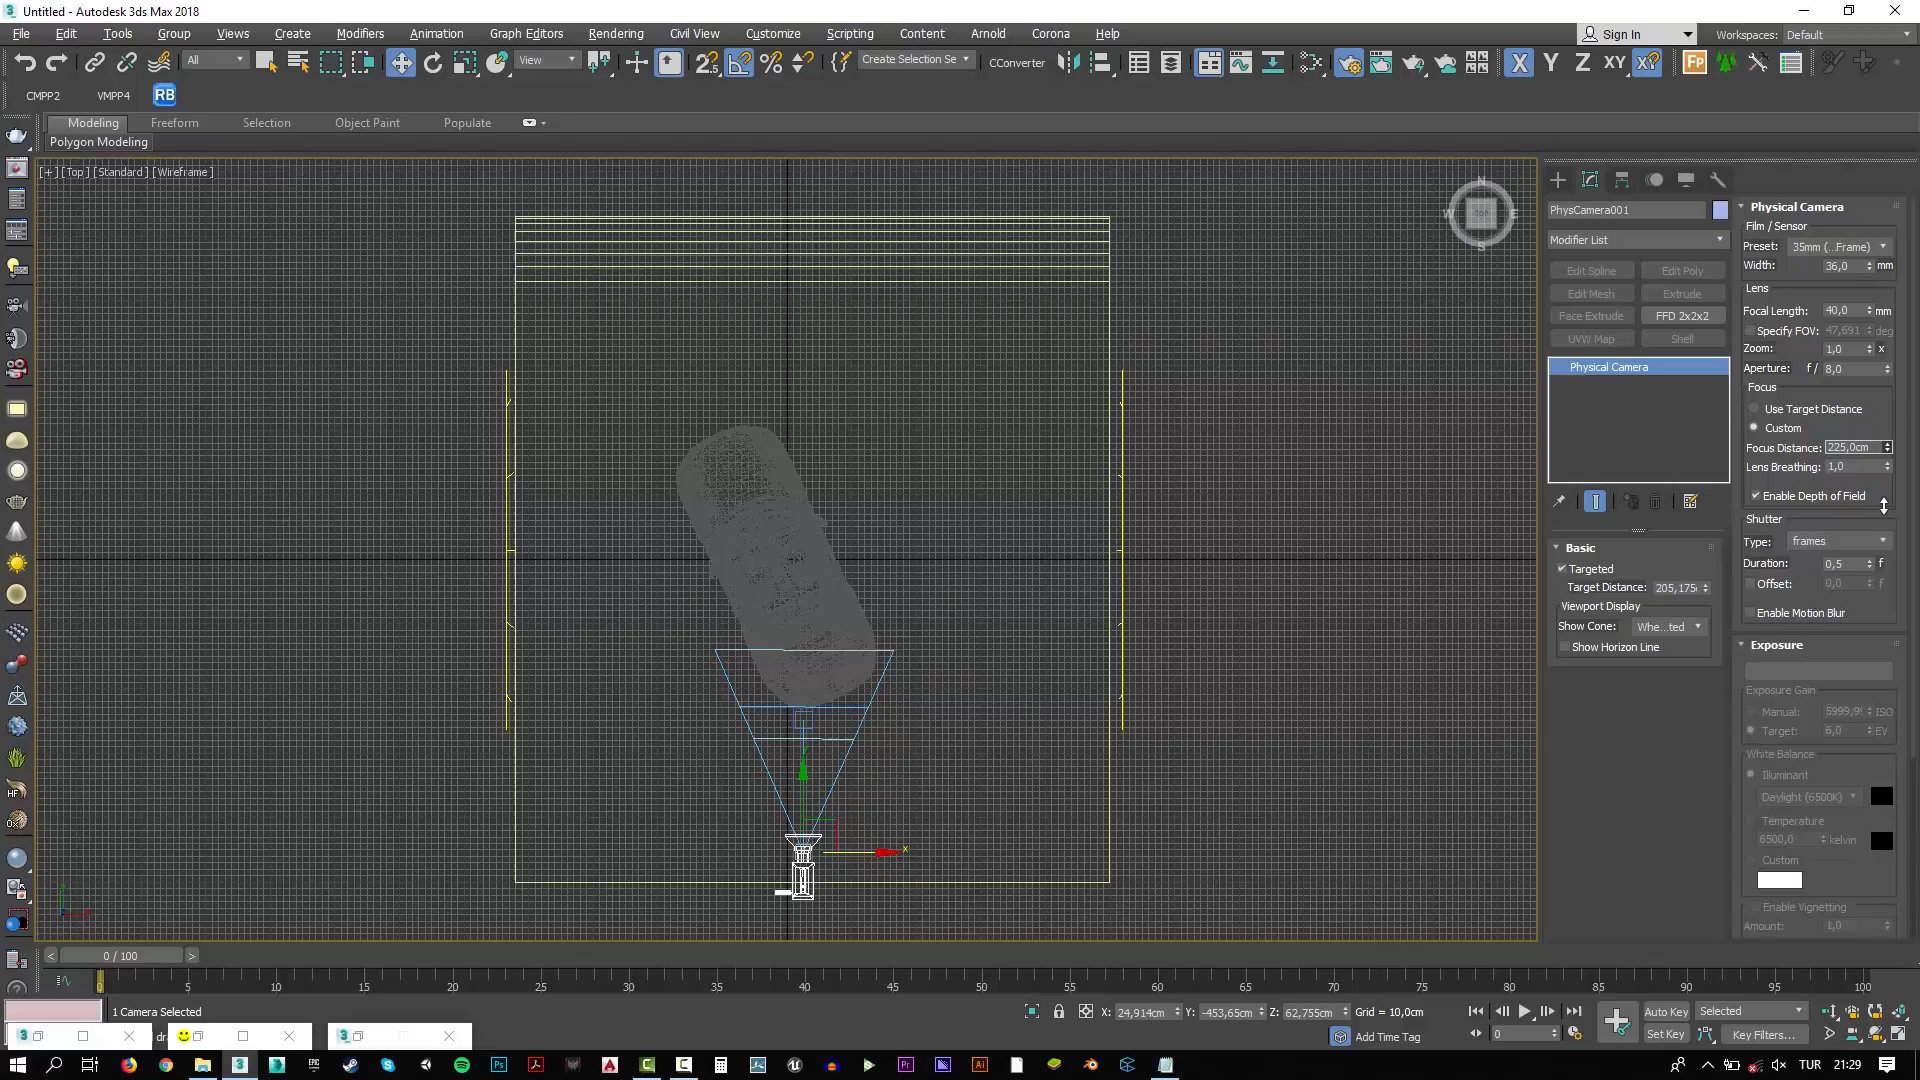 Untitled - Autodesk 3ds Max 2018
File Edit Tools Group Views Create Modifiers Animation Graph Editors Rendering Civil View Customize Scripting Content Arnold Corona Help
Sign In Workspaces: Default
All View Create Selection Se CConverter X Y Z XY
CMPP2 VMPP4 RB
Modeling Freeform Selection Object Paint Populate
Polygon Modeling
[+] [Top] [Standard] [Wireframe]
N
W TOP E
S
x
PhysCamera001
Modifier List
Edit Spline Edit Poly
Edit Mesh Extrude
Face Extrude FFD 2x2x2
UVW Map Shell
Physical Camera
Basic
Targeted
Target Distance: 205,175
Viewport Display
Show Cone: Whe...ted
Show Horizon Line
Physical Camera
Film / Sensor
Preset: 35mm (...Frame)
Width: 36,0 mm
Lens
Focal Length: 40,0 mm
Specify FOV: 47,691 deg
Zoom: 1,0 x
Aperture: f / 8,0
Focus
Use Target Distance
Custom
Focus Distance: 225,0cm
Lens Breathing: 1,0
Enable Depth of Field
Shutter
Type: frames
Duration: 0,5 f
Offset: 0,0 f
Enable Motion Blur
Exposure
Exposure Gain
Manual: 5999,9 ISO
Target: 6,0 EV
White Balance
Illuminant
Daylight (6500K)
Temperature
6500,0 kelvin
Custom
Enable Vignetting
Amount: 1,0
< 0 / 100 >
0 5 10 15 20 25 30 35 40 45 50 55 60 65 70 75 80 85 90 95 100
1 Camera Selected X: 24,914cm Y: -453,65cm Z: 62,755cm Grid = 10,0cm Auto Key Selected
Add Time Tag 0 Set Key Key Filters...
TUR 21:29